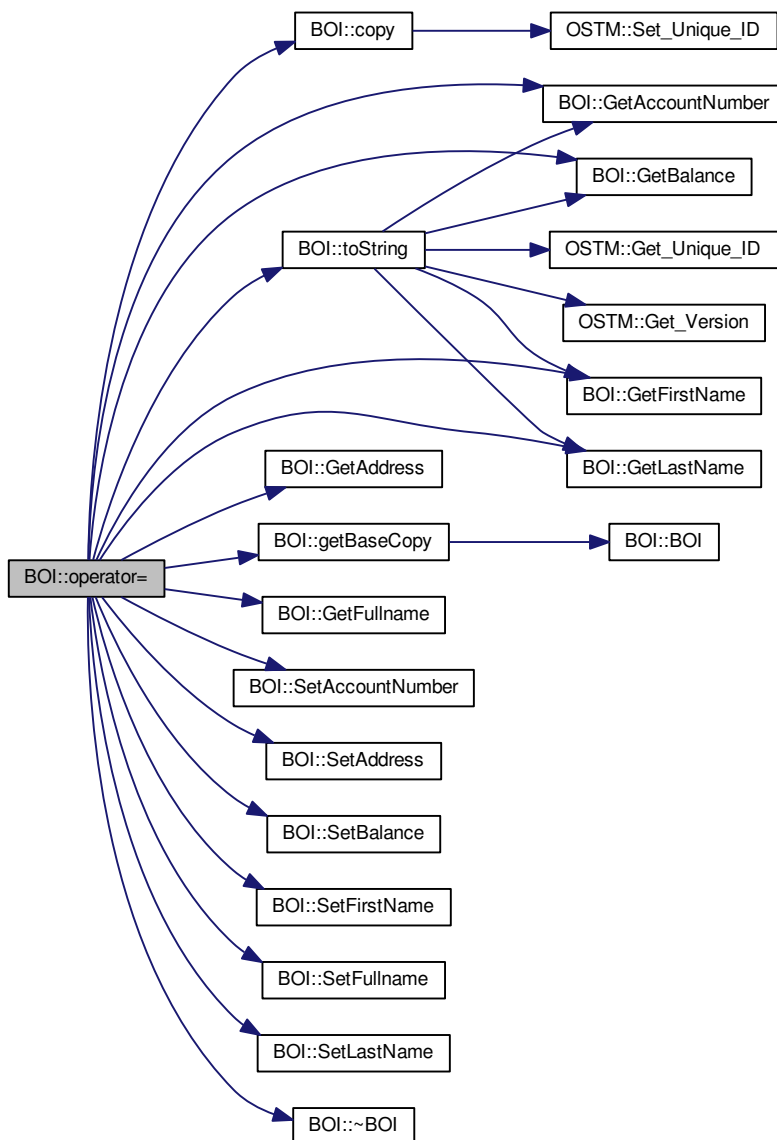 BOI::copy
OSTM::Set_Unique_ID
BOI::GetAccountNumber
BOI::GetBalance
BOI::toString
OSTM::Get_Unique_ID
OSTM::Get_Version
BOI::GetFirstName
BOI::GetLastName
BOI::GetAddress
BOI::getBaseCopy
BOI::BOI
BOI::operator=
BOI::GetFullname
BOI::SetAccountNumber
BOI::SetAddress
BOI::SetBalance
BOI::SetFirstName
BOI::SetFullname
BOI::SetLastName
BOI::~BOI